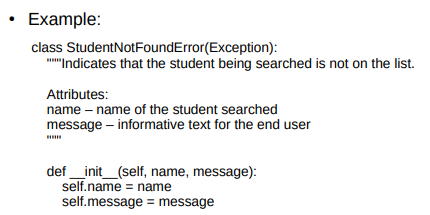 • Example:
class StudentNotFoundError(Exception):
"""Indicates that the student being searched is not on the list.
Attributes:
name – name of the student searched
message – informative text for the end user
"""
def __init__(self, name, message):
self.name = name
self.message = message